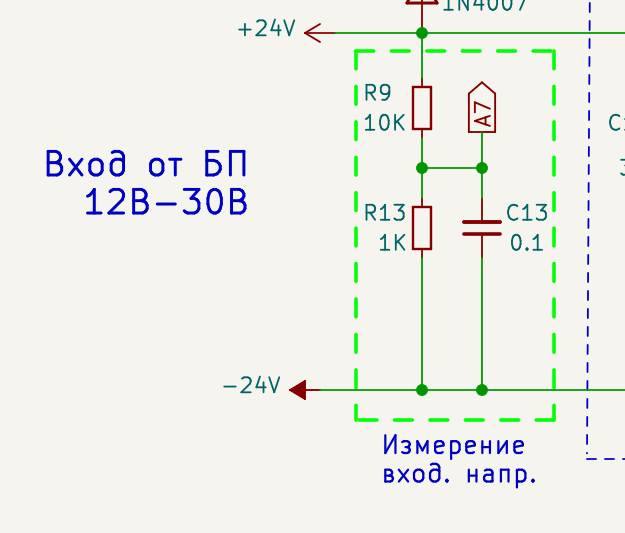 1N4007
+24V
R9
10K
A7
Вход от БП
12В-30В
R13
1K
C13
0.1
-24V
Измерение
вход. напр.